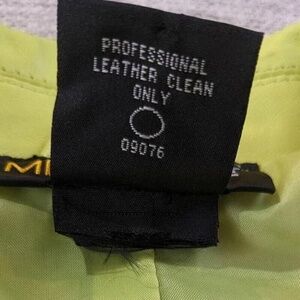 PROFESSIONAL
LEATHER CLEAN
ONLY
09076